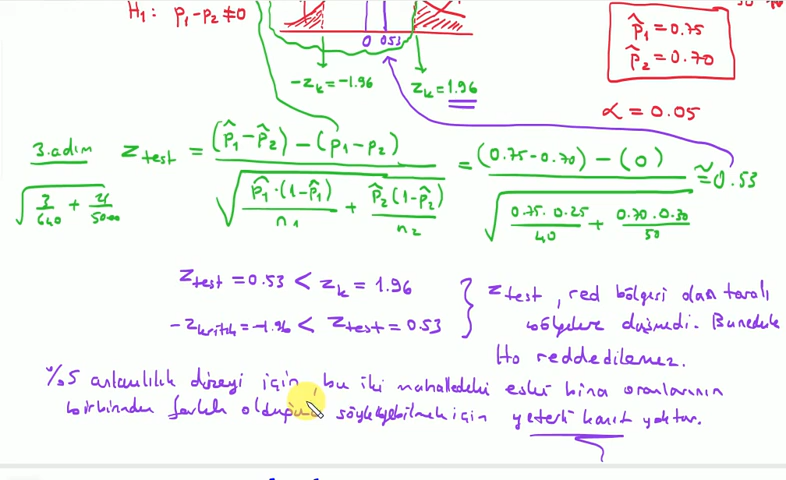 H₁: p₁-p₂≠0
0 0.53
p̂₁ = 0.75
p̂₂ = 0.70
-z_k = -1.96
z_k = 1.96
α = 0.05
3.adım z_test = ((p̂₁-p̂₂) - (p₁-p₂)) / √(p̂₁·(1-p̂₁)/n₁ + p̂₂(1-p̂₂)/n₂) = ((0.75-0.70) - (0)) / √(0.75·0.25/40 + 0.70·0.30/50) ≅ 0.53
z_test = 0.53 < z_k = 1.96
-z_kritik = -1.96 < z_test = 0.53
z_test, red bölgesi olan taralı
bölgelere düşmedi. Bu nedenle
Ho reddedilemez.
%5 anlamlılık düzeyi için, bu iki mahalledeki eski bina oranlarının
birbirinden farklı olduğunu söyleyebilmek için yeterli kanıt yoktur.